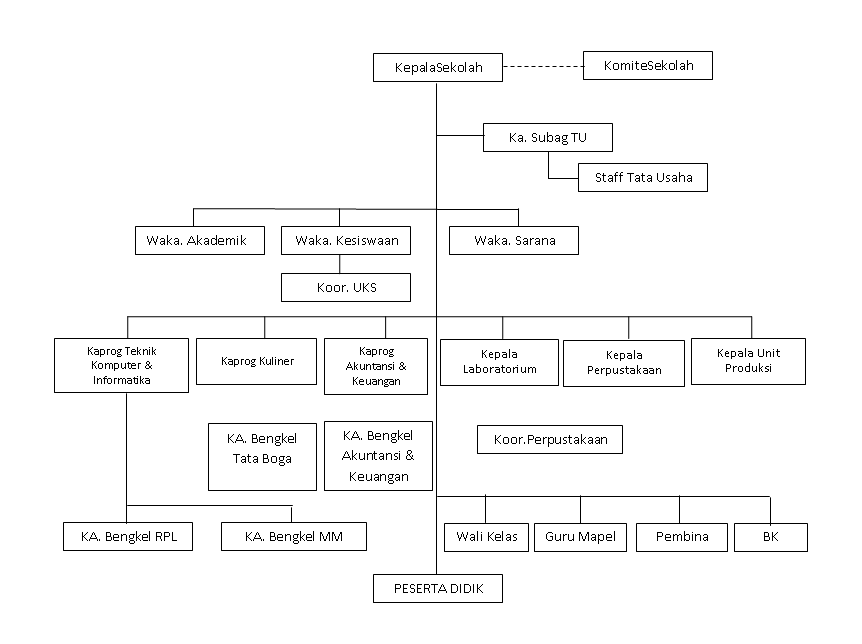 KepalaSekolah
KomiteSekolah
Ka. Subag TU
Staff Tata Usaha
Waka. Akademik
Waka. Kesiswaan
Waka. Sarana
Koor. UKS
Kaprog Teknik
Komputer &
Informatika
Kaprog Kuliner
Kaprog
Akuntansi &
Keuangan
Kepala
Laboratorium
Kepala
Perpustakaan
Kepala Unit
Produksi
KA. Bengkel
Tata Boga
KA. Bengkel
Akuntansi &
Keuangan
Koor.Perpustakaan
KA. Bengkel RPL
KA. Bengkel MM
Wali Kelas
Guru Mapel
Pembina
BK
PESERTA DIDIK